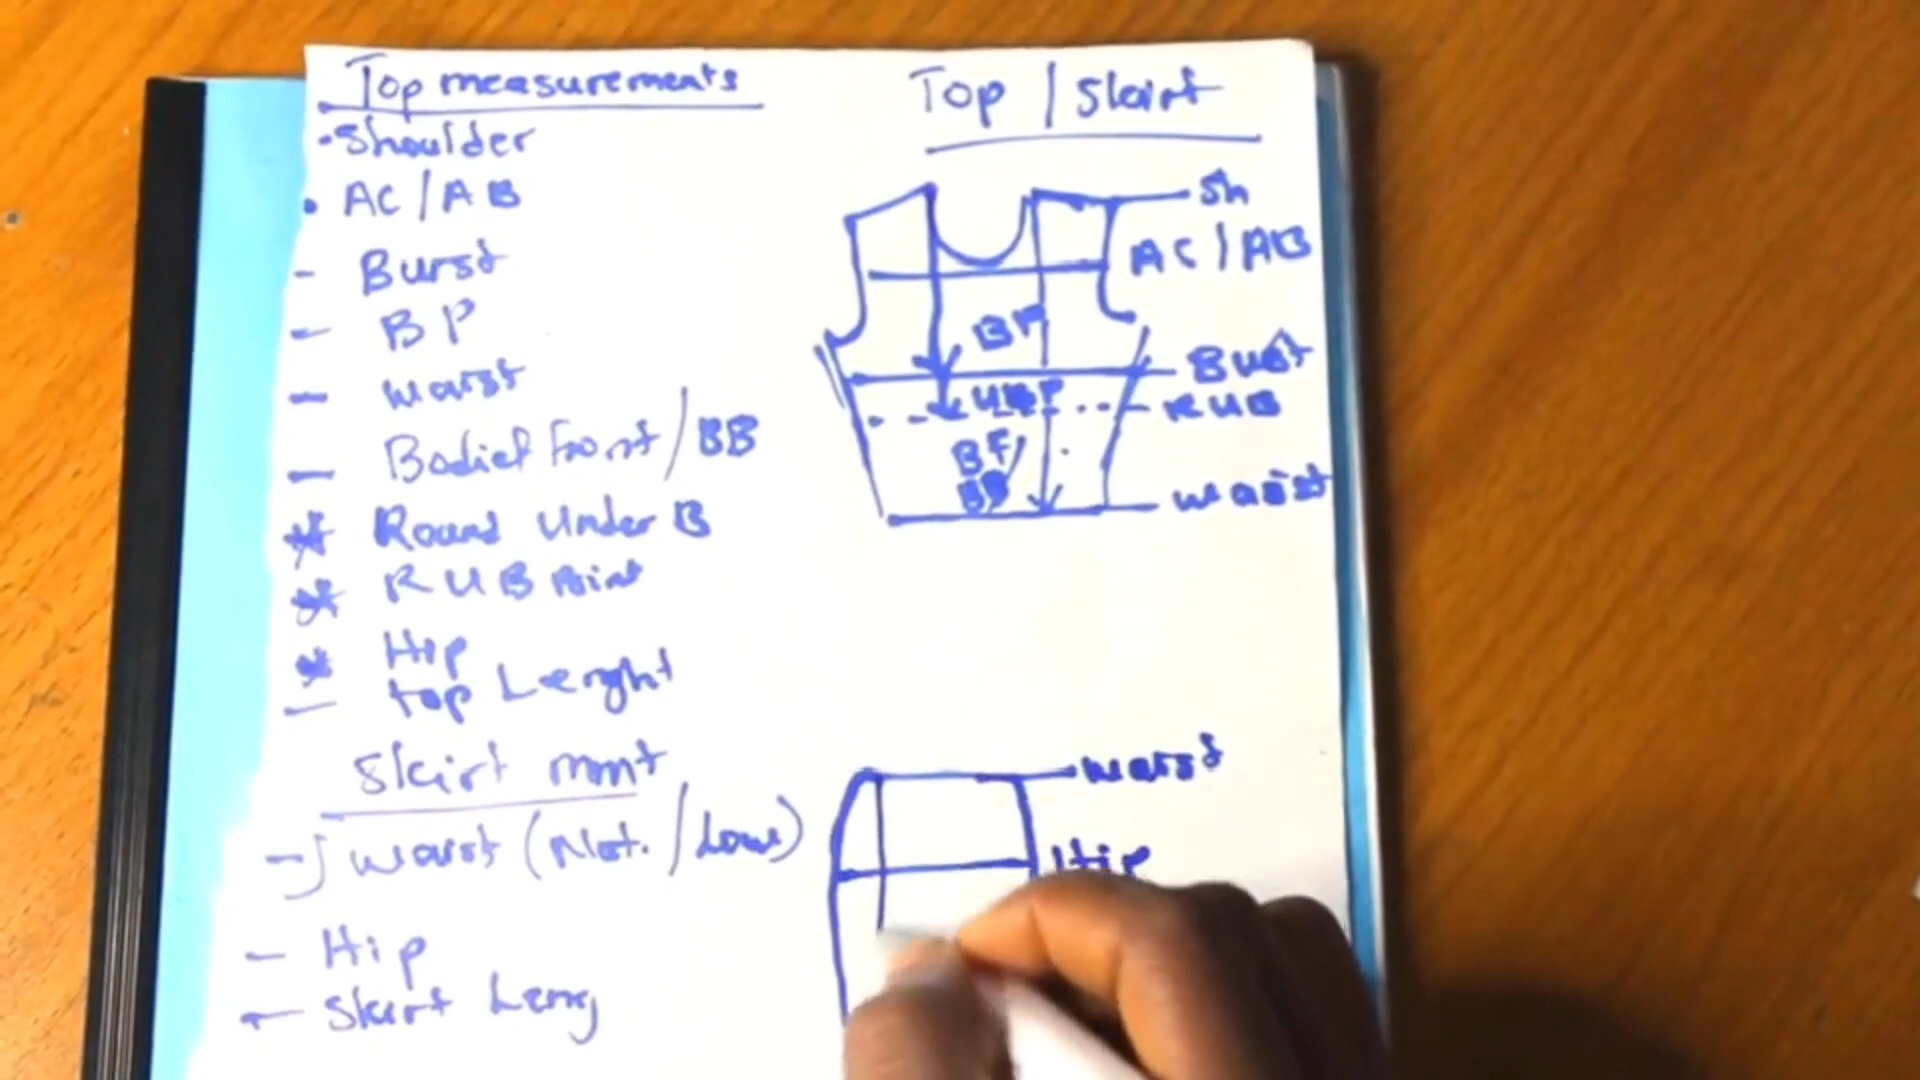 Top measurements
• Shoulder
• AC / AB
- Burst
- BP
- waist
- Bodief Front / BB
* Round Under B
* RUB Point
* Hip
- top Lenght
Skirt mmt
- waist (Nat. / Low)
- Hip
- Skirt Leng
Top / Skirt
Sh
AC / AB
BP
Bust
RUB
BF/
BB
waist
waist
Hip